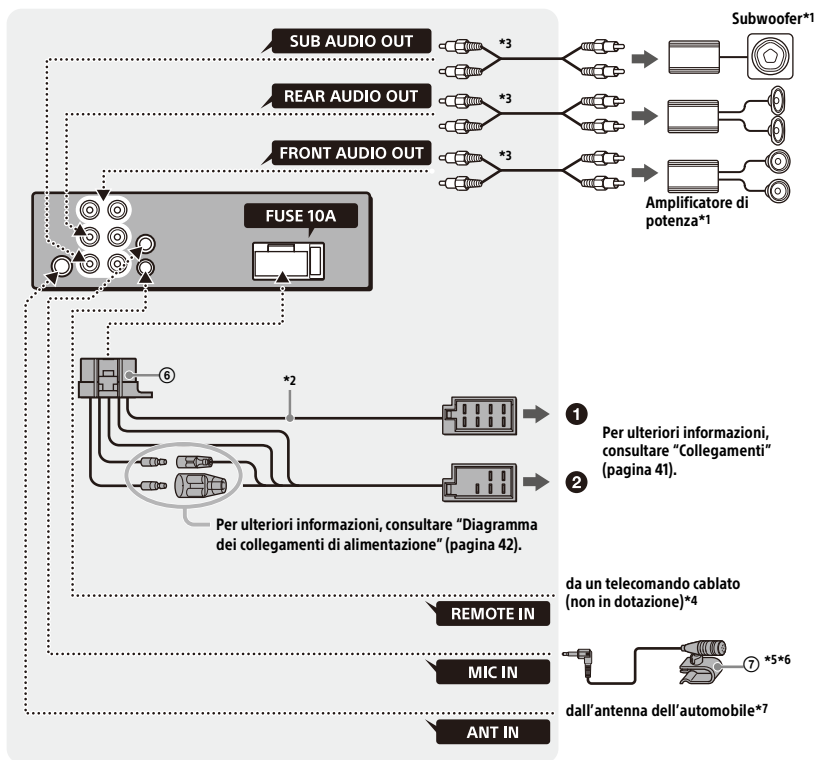 Subwoofer*1
SUB AUDIO OUT
*3
REAR AUDIO OUT
*3
FRONT AUDIO OUT
*3
Amplificatore di
potenza*1
FUSE 10A
⑥
*2
❶
Per ulteriori informazioni,
consultare “Collegamenti”
(pagina 41).
❷
Per ulteriori informazioni, consultare “Diagramma
dei collegamenti di alimentazione” (pagina 42).
da un telecomando cablato
(non in dotazione)*4
REMOTE IN
⑦ *5*6
MIC IN
dall’antenna dell’automobile*7
ANT IN